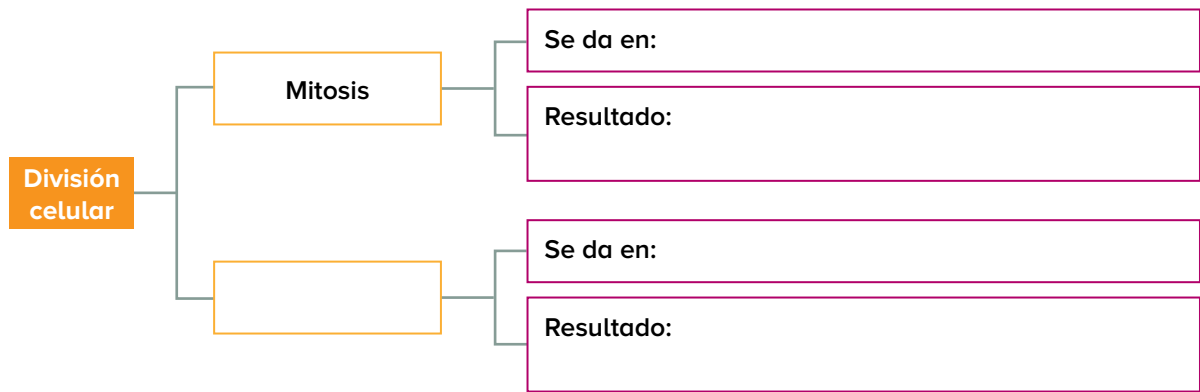 División
celular
Mitosis
Se da en:
Resultado:
Se da en:
Resultado: